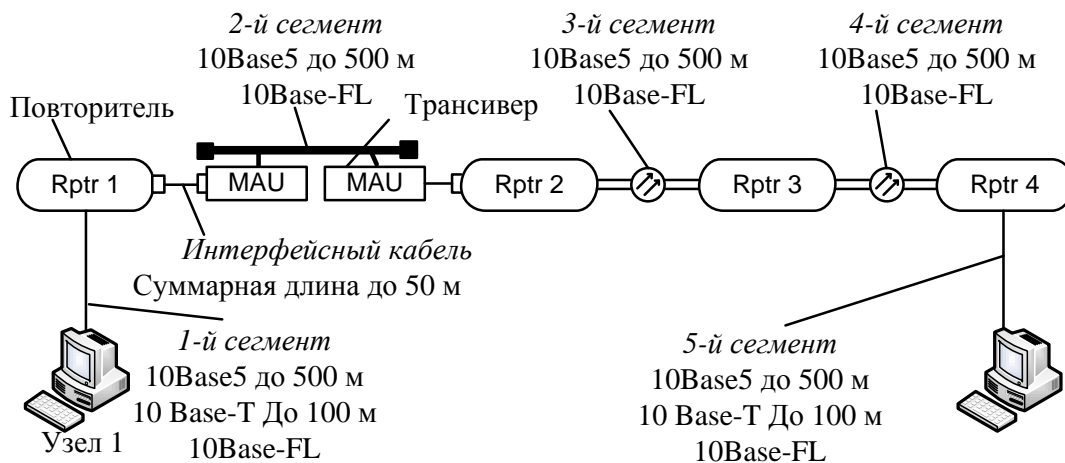 2-й сегмент
10Base5 до 500 м
10Base-FL
3-й сегмент
10Base5 до 500 м
10Base-FL
4-й сегмент
10Base5 до 500 м
10Base-FL
Повторитель
Трансивер
Rptr 1
MAU
MAU
Rptr 2
Rptr 3
Rptr 4
Интерфейсный кабель
Суммарная длина до 50 м
1-й сегмент
10Base5 до 500 м
10 Base-T До 100 м
10Base-FL
Узел 1
5-й сегмент
10Base5 до 500 м
10 Base-T До 100 м
10Base-FL